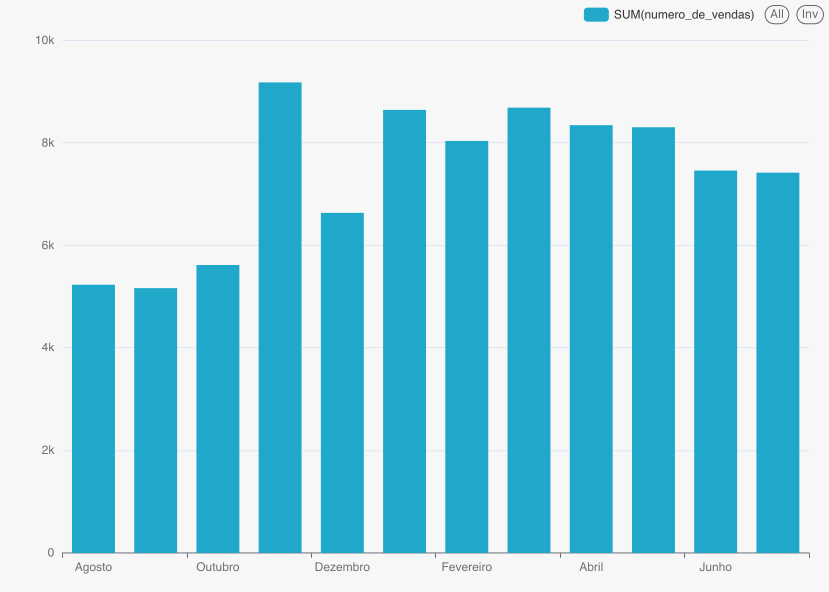 SUM(numero_de_vendas) All Inv
10k
8k
6k
4k
2k
0
Agosto Outubro Dezembro Fevereiro Abril Junho